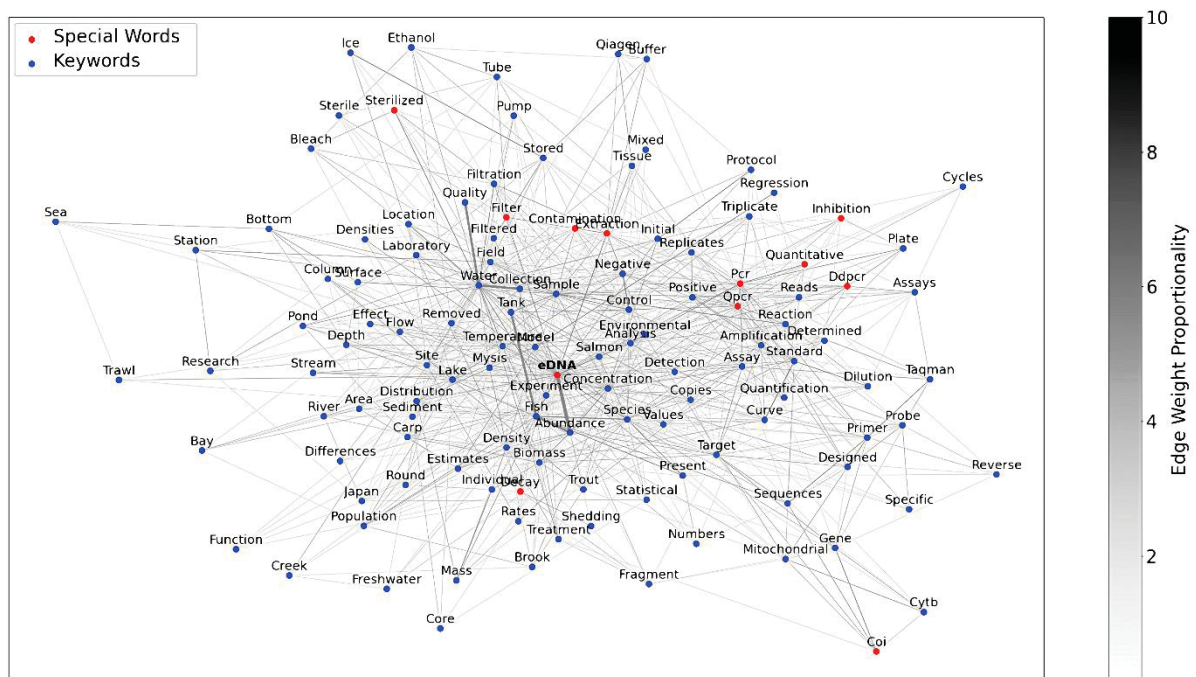 Special Words
Keywords
Ice
Ethanol
Qiagen
Buffer
Tube
Sterilized
Sterile
Pump
Bleach
Stored
Mixed
Tissue
Protocol
Filtration
Regression
Cycles
Quality
Sea
Bottom
Location
Filter
Contamination
Extraction
Triplicate
Inhibition
Densities
Filtered
Initial
Station
Laboratory
Field
Replicates
Plate
Quantitative
Column
Surface
Water
Collection
Sample
Negative
Pcr
Ddpcr
Tank
Control
Positive
Qpcr
Reads
Assays
Pond
Effect
Flow
Removed
Environmental
Reaction
Depth
Temperature
Model
Analysis
Amplification
Determined
Research
Stream
Site
Mysis
Salmon
Detection
Assay
Standard
Trawl
Lake
eDNA
Concentration
Dilution
Taqman
Distribution
Experiment
Copies
Quantification
River
Area
Sediment
Fish
Species
Values
Curve
Probe
Carp
Abundance
Primer
Bay
Density
Target
Differences
Estimates
Biomass
Present
Designed
Reverse
Japan
Round
Individual
Decay
Trout
Statistical
Sequences
Specific
Population
Rates
Shedding
Function
Treatment
Numbers
Gene
Creek
Freshwater
Mass
Brook
Fragment
Mitochondrial
Core
Cytb
Coi
10
8
6
4
2
Edge Weight Proportionality